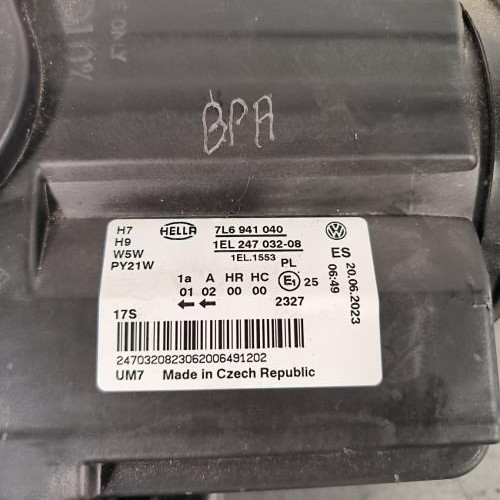 BPA
H7
H9
W5W
PY21W
HELLA
7L6 941 040
1EL 247 032-08
1EL.1553
PL
1a A HR HC
01 02 00 00
E1 25
2327
ES
20.06.2023
06:49
17S
24703208230620064912​02
UM7 Made in Czech Republic